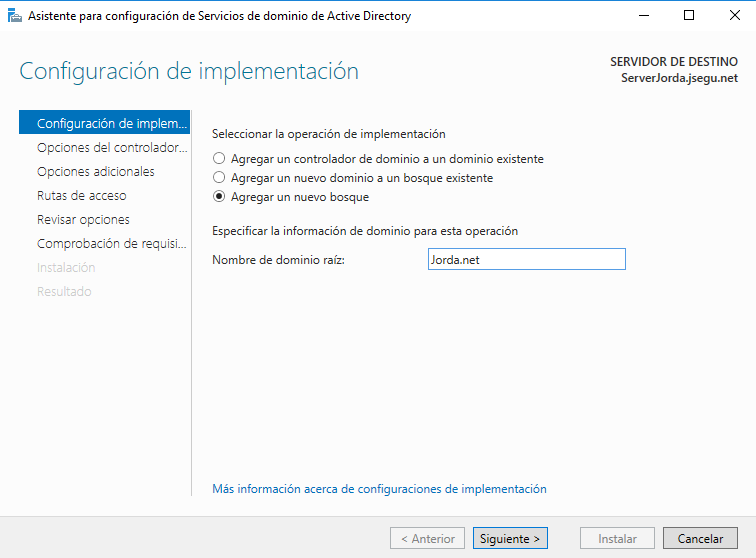 Asistente para configuración de Servicios de dominio de Active Directory
Configuración de implementación
SERVIDOR DE DESTINO
ServerJorda.jsegu.net
Configuración de implem...
Opciones del controlador...
Opciones adicionales
Rutas de acceso
Revisar opciones
Comprobación de requisi...
Instalación
Resultado
Seleccionar la operación de implementación
Agregar un controlador de dominio a un dominio existente
Agregar un nuevo dominio a un bosque existente
Agregar un nuevo bosque
Especificar la información de dominio para esta operación
Nombre de dominio raíz: Jorda.net
Más información acerca de configuraciones de implementación
< Anterior Siguiente > Instalar Cancelar